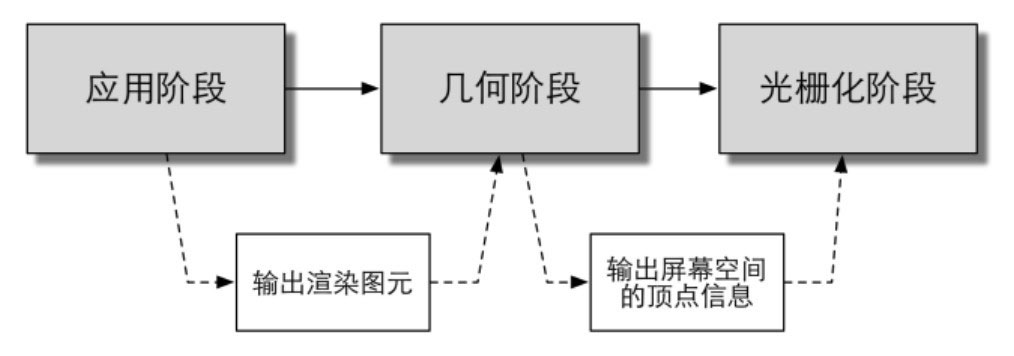 应用阶段
几何阶段
光栅化阶段
输出渲染图元
输出屏幕空间
的顶点信息